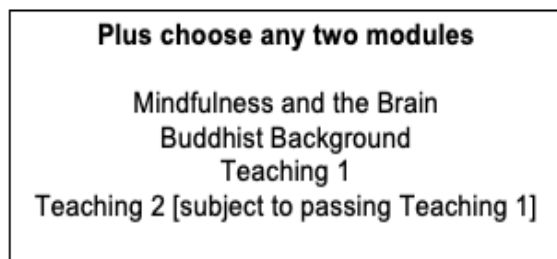 Plus choose any two modules
Mindfulness and the Brain
Buddhist Background
Teaching 1
Teaching 2 [subject to passing Teaching 1]